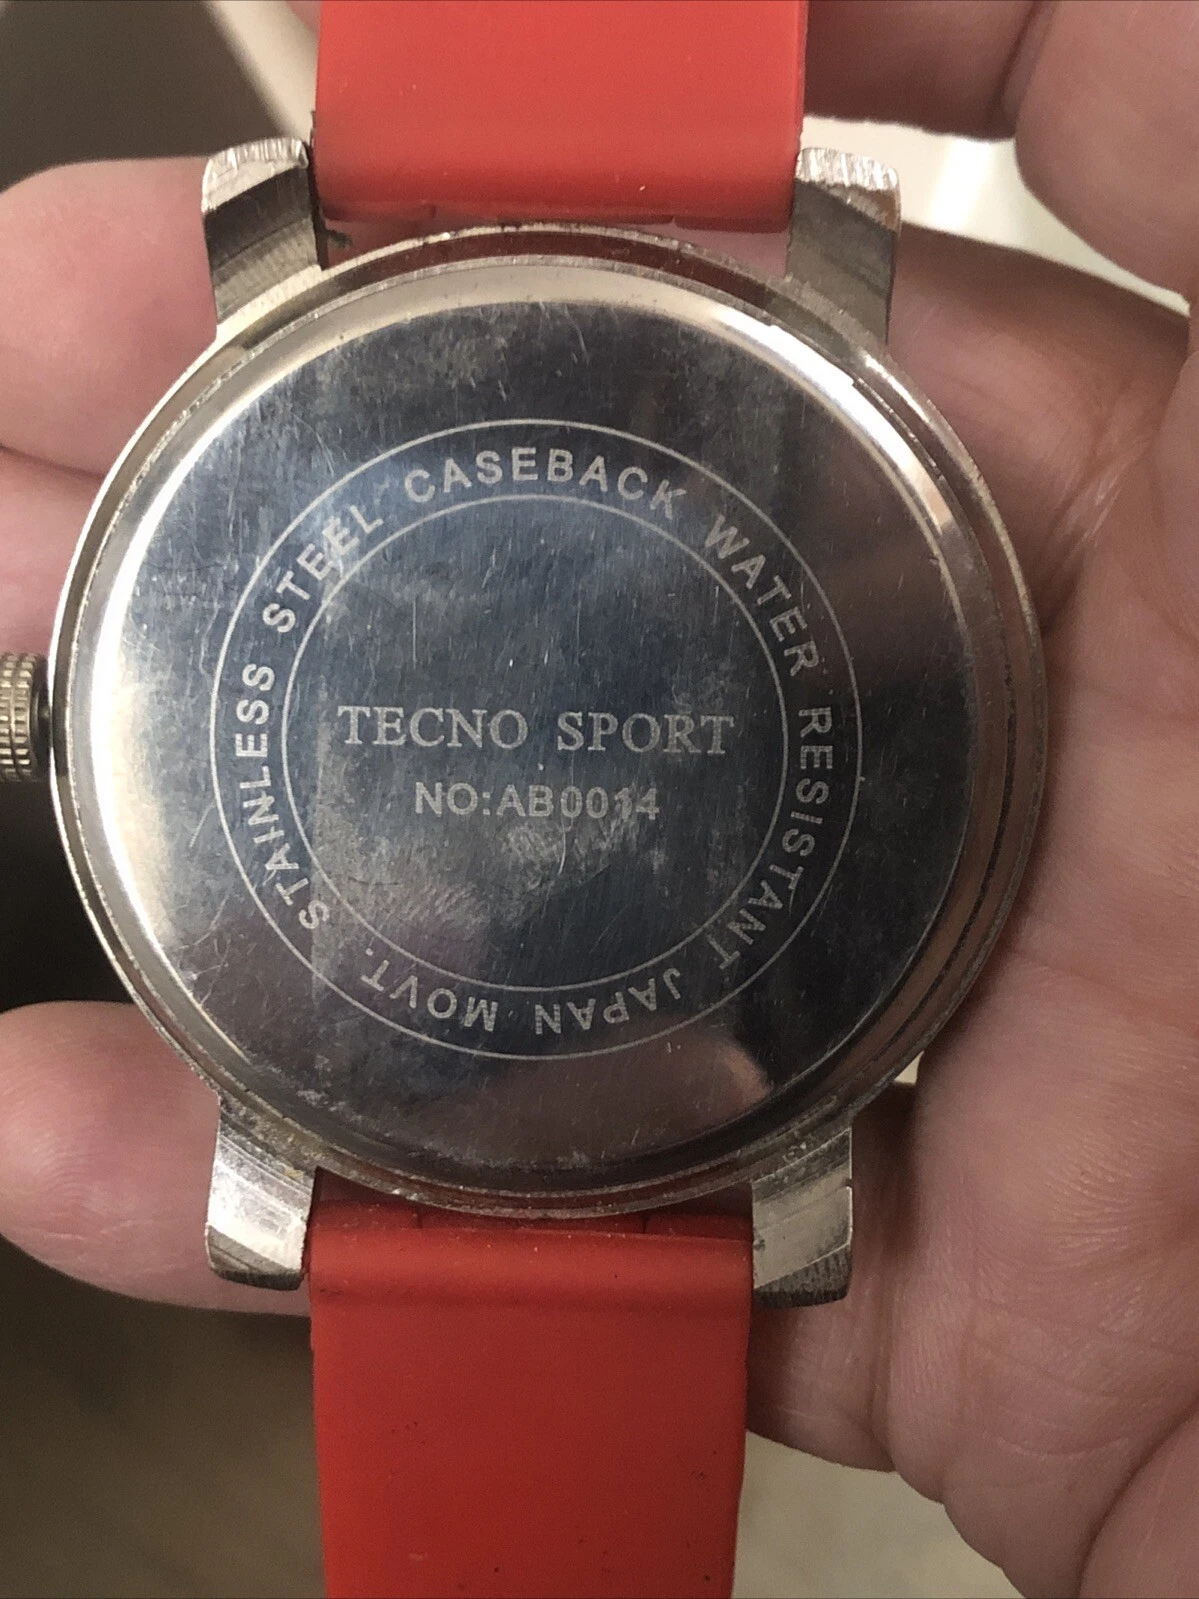 STAINLESS STEEL CASEBACK WATER RESISTANT JAPAN MOVT.
TECNO SPORT
NO:AB0014